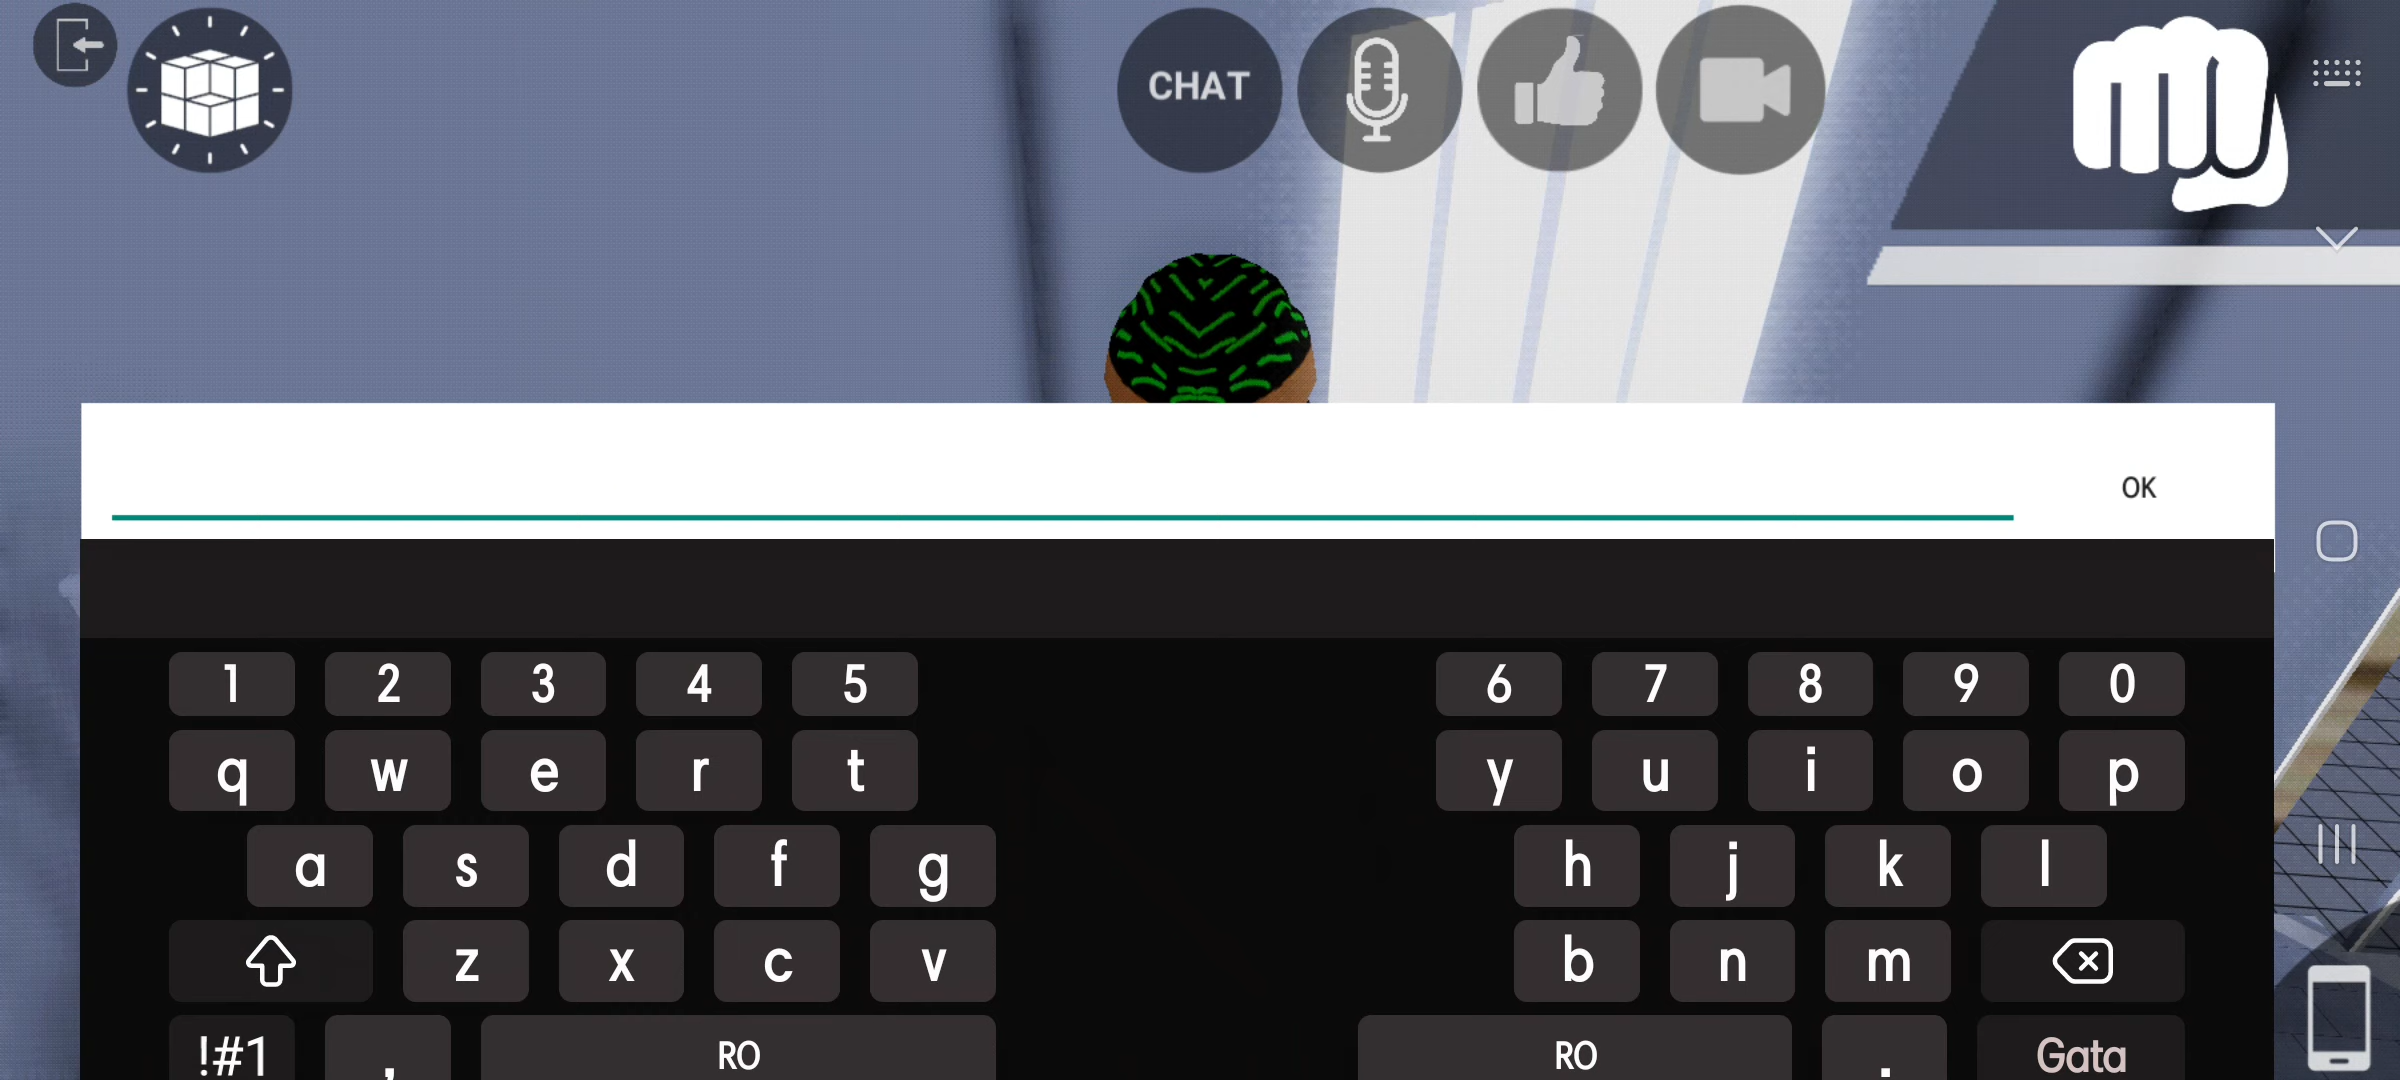 CHAT
OK
1 2 3 4 5 6 7 8 9 0
q w e r t y u i o p
a s d f g h j k l
z x c v b n m
!#1 , RO RO . Gata